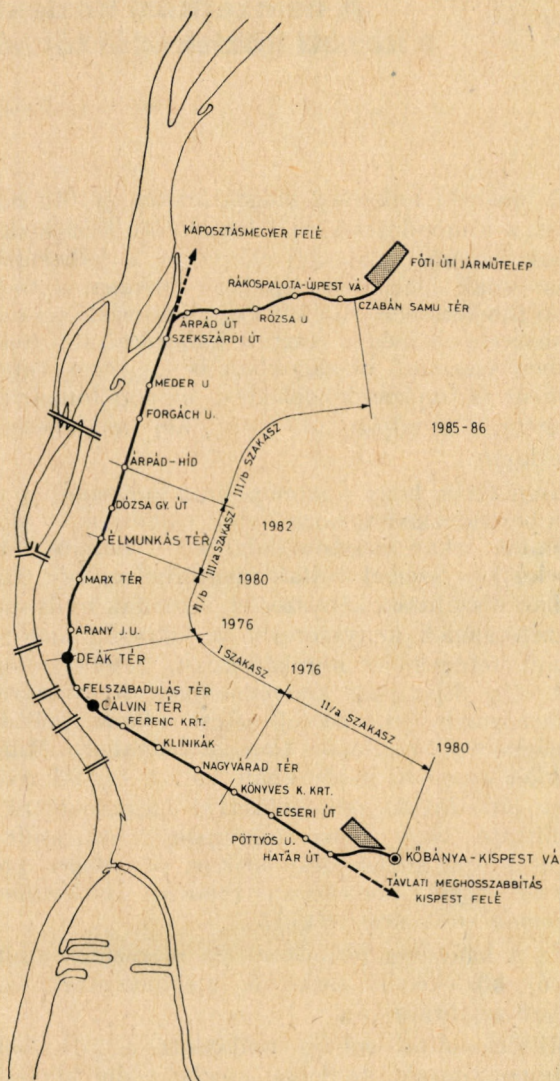 KÁPOSZTÁSMEGYER FELÉ
FÓTI ÚTI JÁRMŰTELEP
RÁKOSPALOTA-ÚJPEST VÁ.
CZABÁN SAMU TÉR
RÓZSA U
ÁRPÁD ÚT
SZEKSZÁRDI ÚT
MEDER U
FORGÁCH U.
1985-86
III/b SZAKASZ
ÁRPÁD-HÍD
DÓZSA GY. ÚT
1982
III/a SZAKASZ
ÉLMUNKÁS TÉR
MARX TÉR
1980
II/b
1976
ARANY J.U.
I SZAKASZ
DEÁK TÉR
1976
FELSZABADULÁS TÉR
II/a SZAKASZ
CALVIN TÉR
FERENC KRT.
KLINIKÁK
1980
NAGYVÁRAD TÉR
KÖNYVES K. KRT.
ECSERI ÚT
PÖTTYÖS U.
HATÁR ÚT
KŐBÁNYA-KISPEST VÁ
TÁVLATI MEGHOSSZABBÍTÁS
KISPEST FELÉ